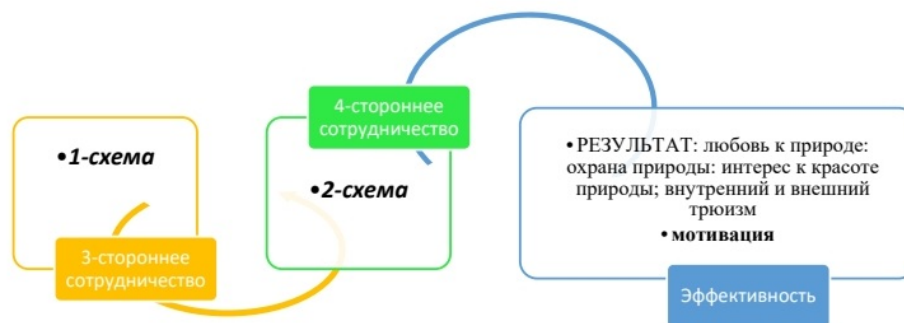 •1-схема
3-стороннее
сотрудничество
4-стороннее
сотрудничество
•2-схема
•РЕЗУЛЬТАТ: любовь к природе:
охрана природы: интерес к красоте
природы; внутренний и внешний
трюизм
•мотивация
Эффективность